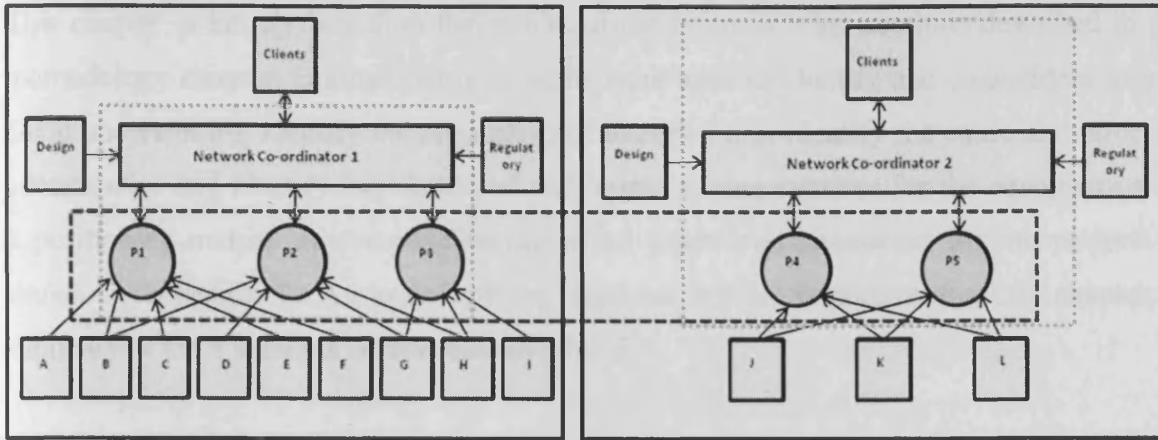 Clients
Design
Network Co-ordinator 1
Regulat
ory
P1
P2
P3
A
B
C
D
E
F
G
H
I
Clients
Design
Network Co-ordinator 2
Regulat
ory
P4
P5
J
K
L